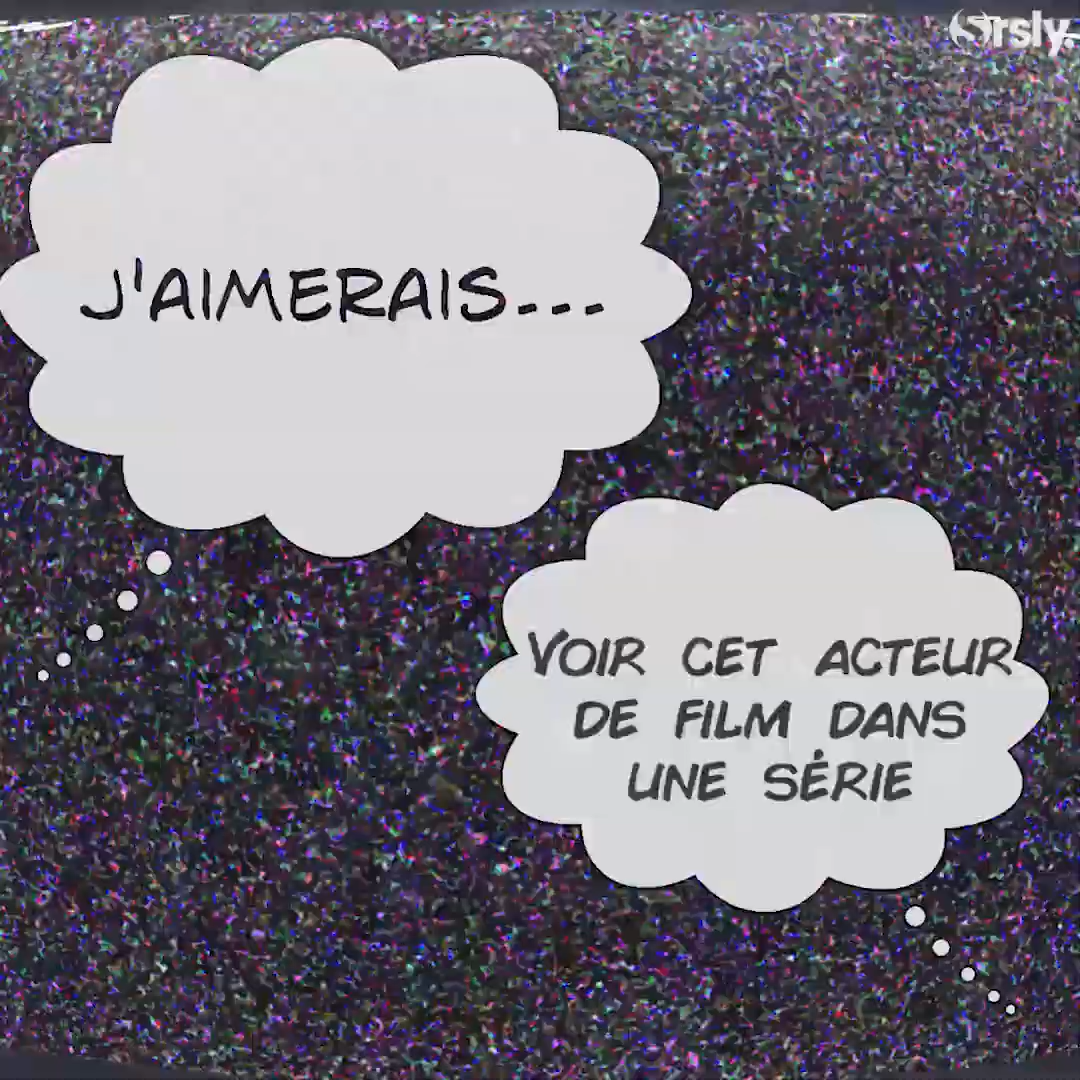 Srsly.
J'AIMERAIS...
VOIR CET ACTEUR
DE FILM DANS
UNE SÉRIE